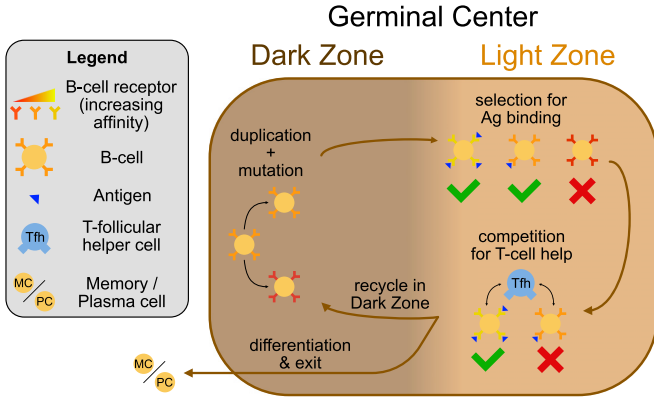 Germinal Center
Dark Zone
Light Zone
Legend
B-cell receptor
(increasing
affinity)
B-cell
Antigen
Tfh
T-follicular
helper cell
MC
PC
Memory /
Plasma cell
duplication
+
mutation
selection for
Ag binding
competition
for T-cell help
Tfh
recycle in
Dark Zone
differentiation
& exit
MC
PC